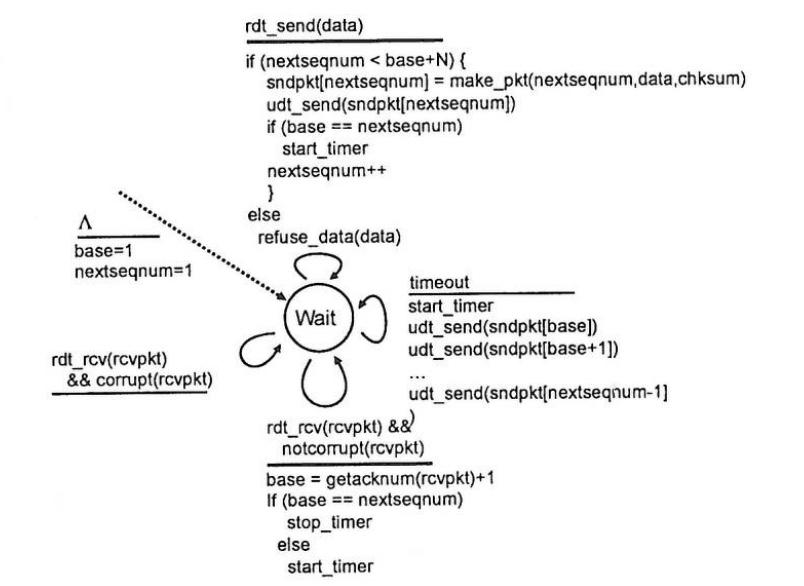 rdt_send(data)
if (nextseqnum < base+N) {
sndpkt[nextseqnum] = make_pkt(nextseqnum,data,chksum)
udt_send(sndpkt[nextseqnum])
if (base == nextseqnum)
start_timer
nextseqnum++
}
else
refuse_data(data)
Λ
base=1
nextseqnum=1
Wait
timeout
start_timer
udt_send(sndpkt[base])
udt_send(sndpkt[base+1])
...
udt_send(sndpkt[nextseqnum-1]
)
rdt_rcv(rcvpkt)
&& corrupt(rcvpkt)
rdt_rcv(rcvpkt) &&
notcorrupt(rcvpkt)
base = getacknum(rcvpkt)+1
If (base == nextseqnum)
stop_timer
else
start_timer